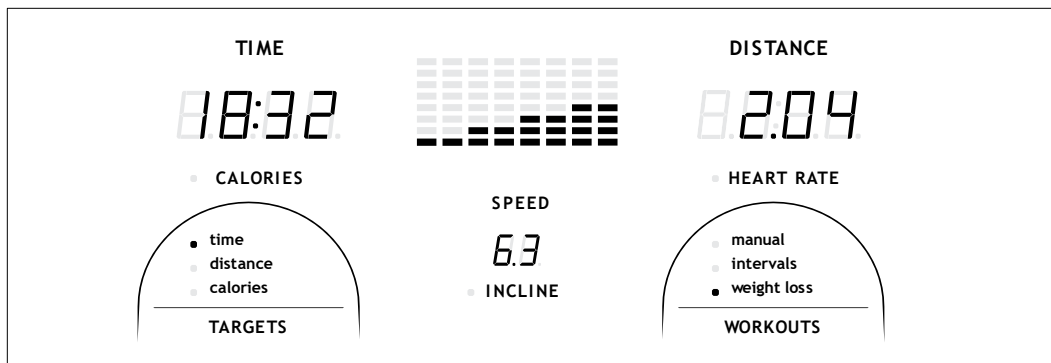 TIME
18:32
CALORIES
time
distance
calories
TARGETS
SPEED
6.3
INCLINE
DISTANCE
2.04
HEART RATE
manual
intervals
weight loss
WORKOUTS